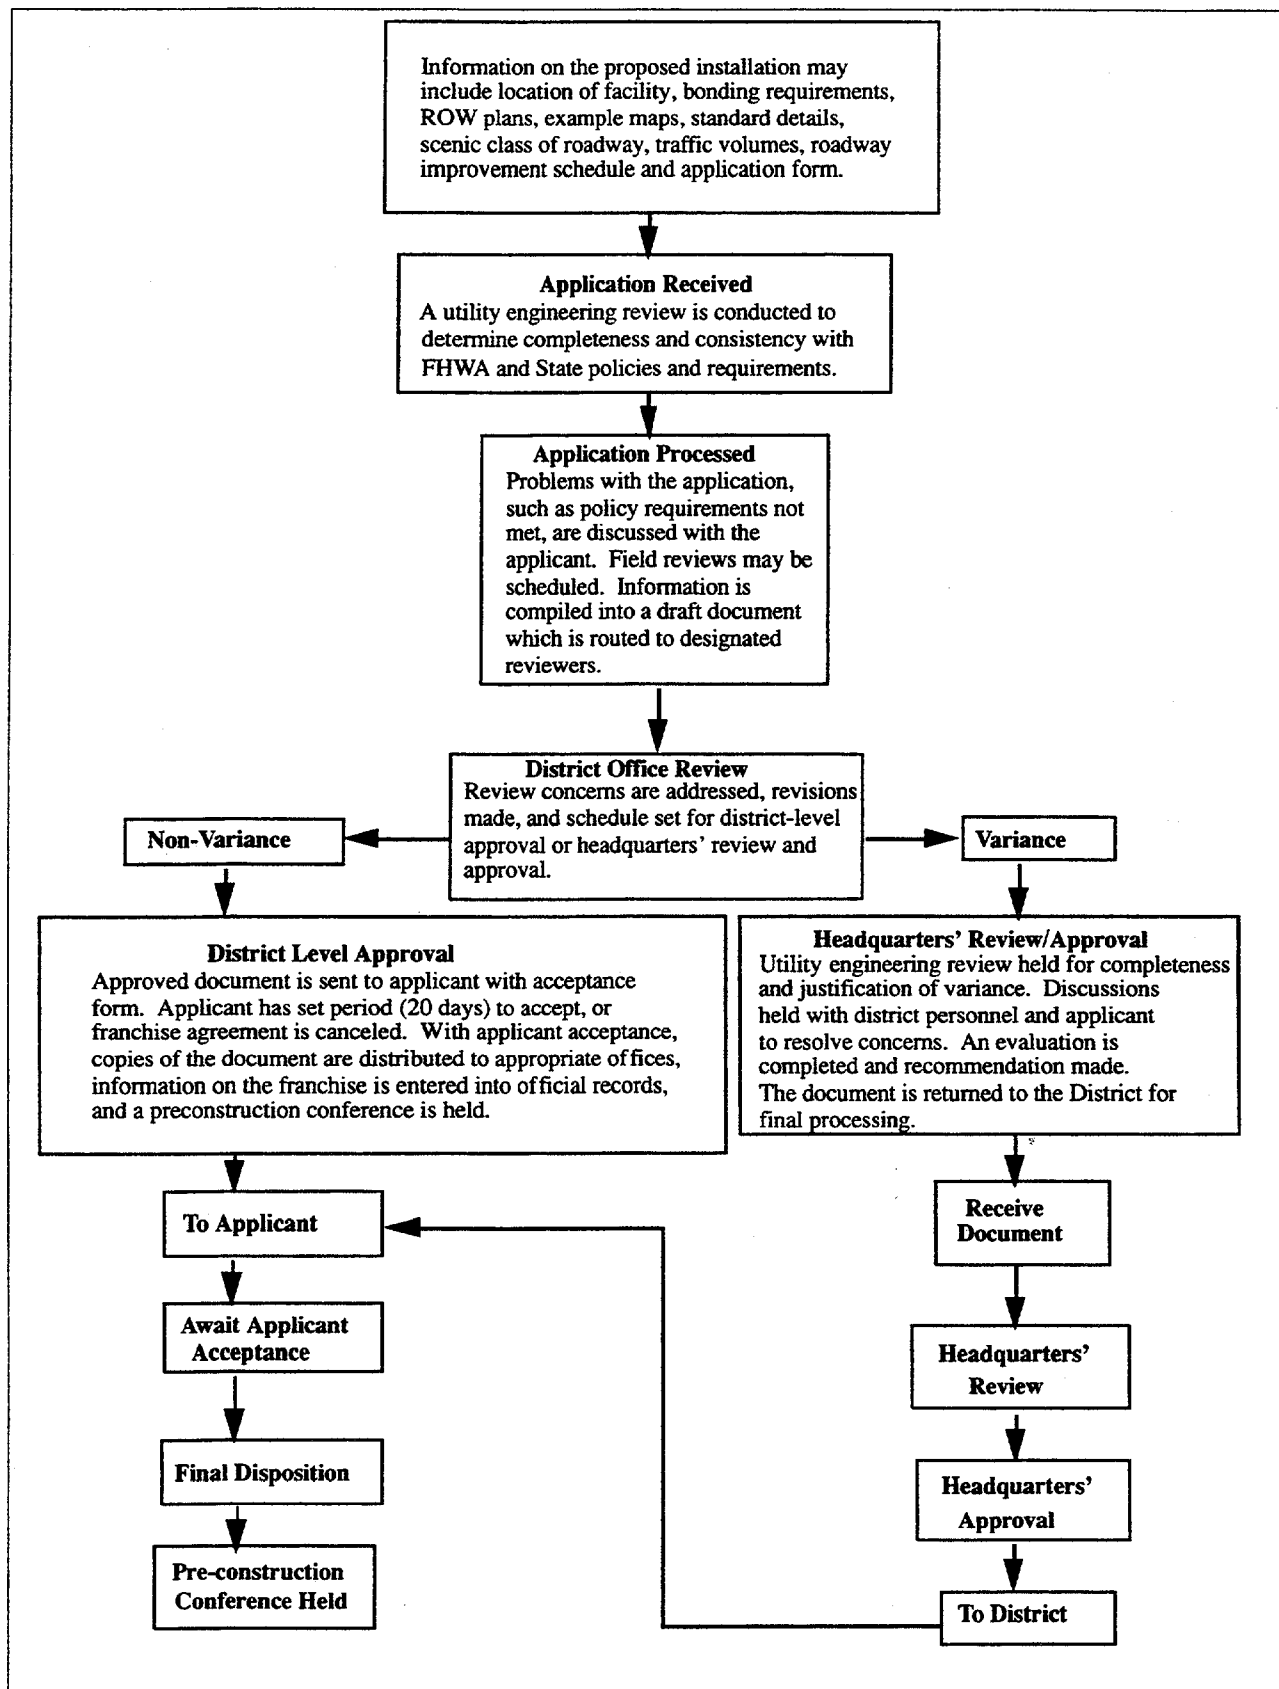 Information on the proposed installation may
include location of facility, bonding requirements,
ROW plans, example maps, standard details,
scenic class of roadway, traffic volumes, roadway
improvement schedule and application form.
Application Received
A utility engineering review is conducted to
determine completeness and consistency with
FHWA and State policies and requirements.
Application Processed
Problems with the application,
such as policy requirements not
met, are discussed with the
applicant. Field reviews may be
scheduled. Information is
compiled into a draft document
which is routed to designated
reviewers.
District Office Review
Review concerns are addressed, revisions
made, and schedule set for district-level
approval or headquarters' review and
approval.
Non-Variance
Variance
District Level Approval
Approved document is sent to applicant with acceptance
form. Applicant has set period (20 days) to accept, or
franchise agreement is canceled. With applicant acceptance,
copies of the document are distributed to appropriate offices,
information on the franchise is entered into official records,
and a preconstruction conference is held.
Headquarters' Review/Approval
Utility engineering review held for completeness
and justification of variance. Discussions
held with district personnel and applicant
to resolve concerns. An evaluation is
completed and recommendation made.
The document is returned to the District for
final processing.
To Applicant
Await Applicant
Acceptance
Final Disposition
Pre-construction
Conference Held
Receive
Document
Headquarters'
Review
Headquarters'
Approval
To District